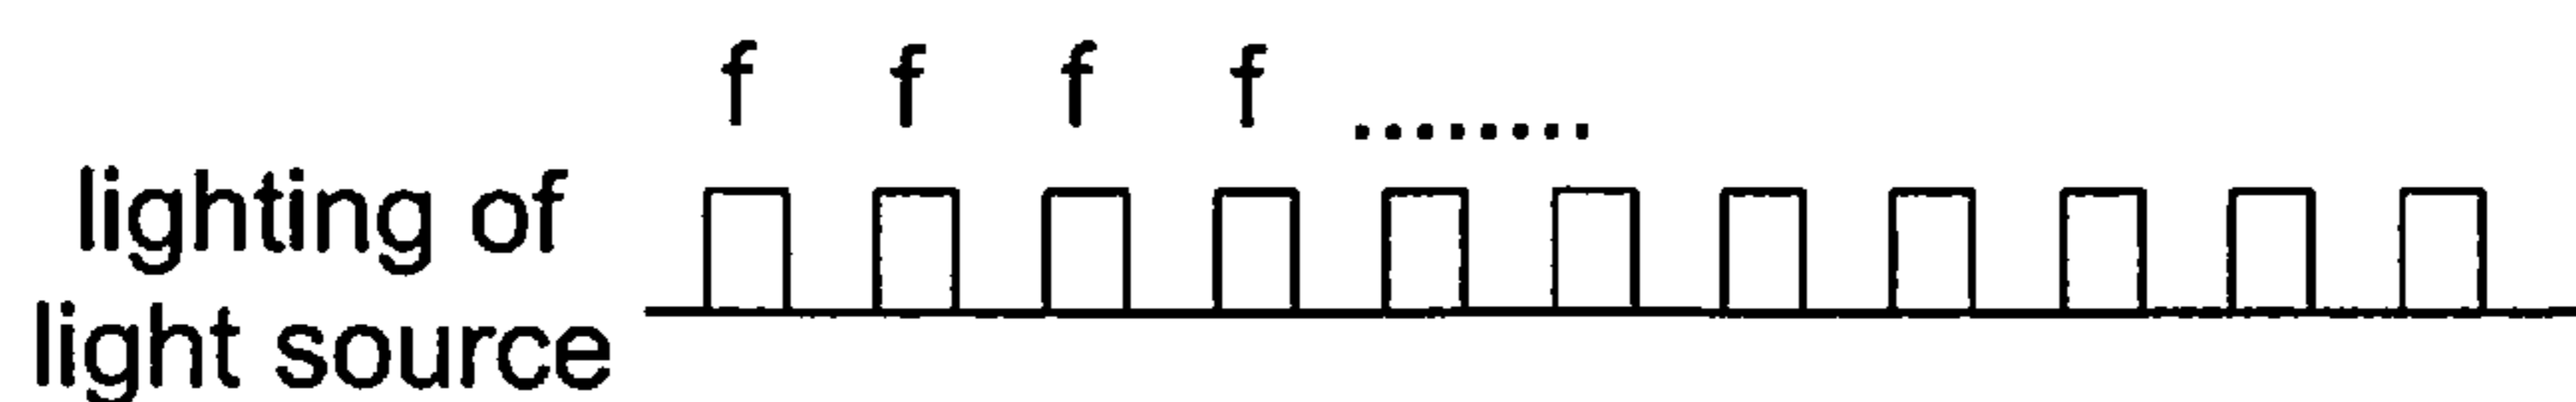 f f f f ........
lighting of
light source